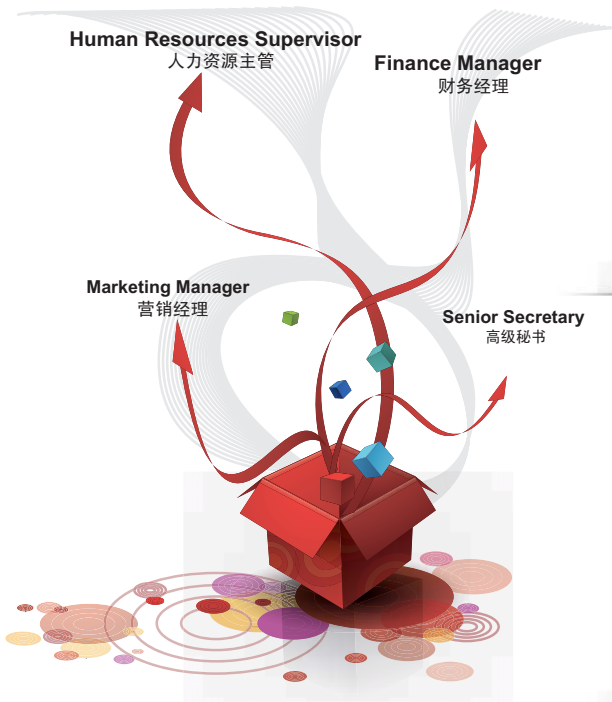 Human Resources Supervisor
人力资源主管
Finance Manager
财务经理
Marketing Manager
营销经理
Senior Secretary
高级秘书